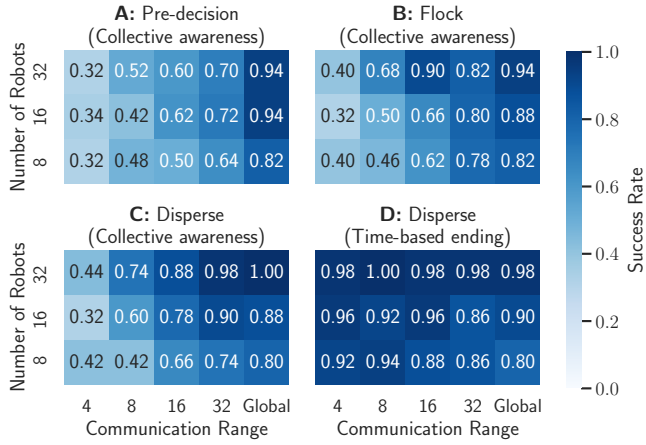 A: Pre-decision
(Collective awareness)
B: Flock
(Collective awareness)
Number of Robots
32
0.32 0.52 0.60 0.70 0.94
16
0.34 0.42 0.62 0.72 0.94
8
0.32 0.48 0.50 0.64 0.82
0.40 0.68 0.90 0.82 0.94
0.32 0.50 0.66 0.80 0.88
0.40 0.46 0.62 0.78 0.82
C: Disperse
(Collective awareness)
D: Disperse
(Time-based ending)
Number of Robots
32
0.44 0.74 0.88 0.98 1.00
16
0.32 0.60 0.78 0.90 0.88
8
0.42 0.42 0.66 0.74 0.80
0.98 1.00 0.98 0.98 0.98
0.96 0.92 0.96 0.86 0.90
0.92 0.94 0.88 0.86 0.80
4 8 16 32 Global
Communication Range
4 8 16 32 Global
Communication Range
1.0
0.8
0.6
0.4
0.2
0.0
Success Rate